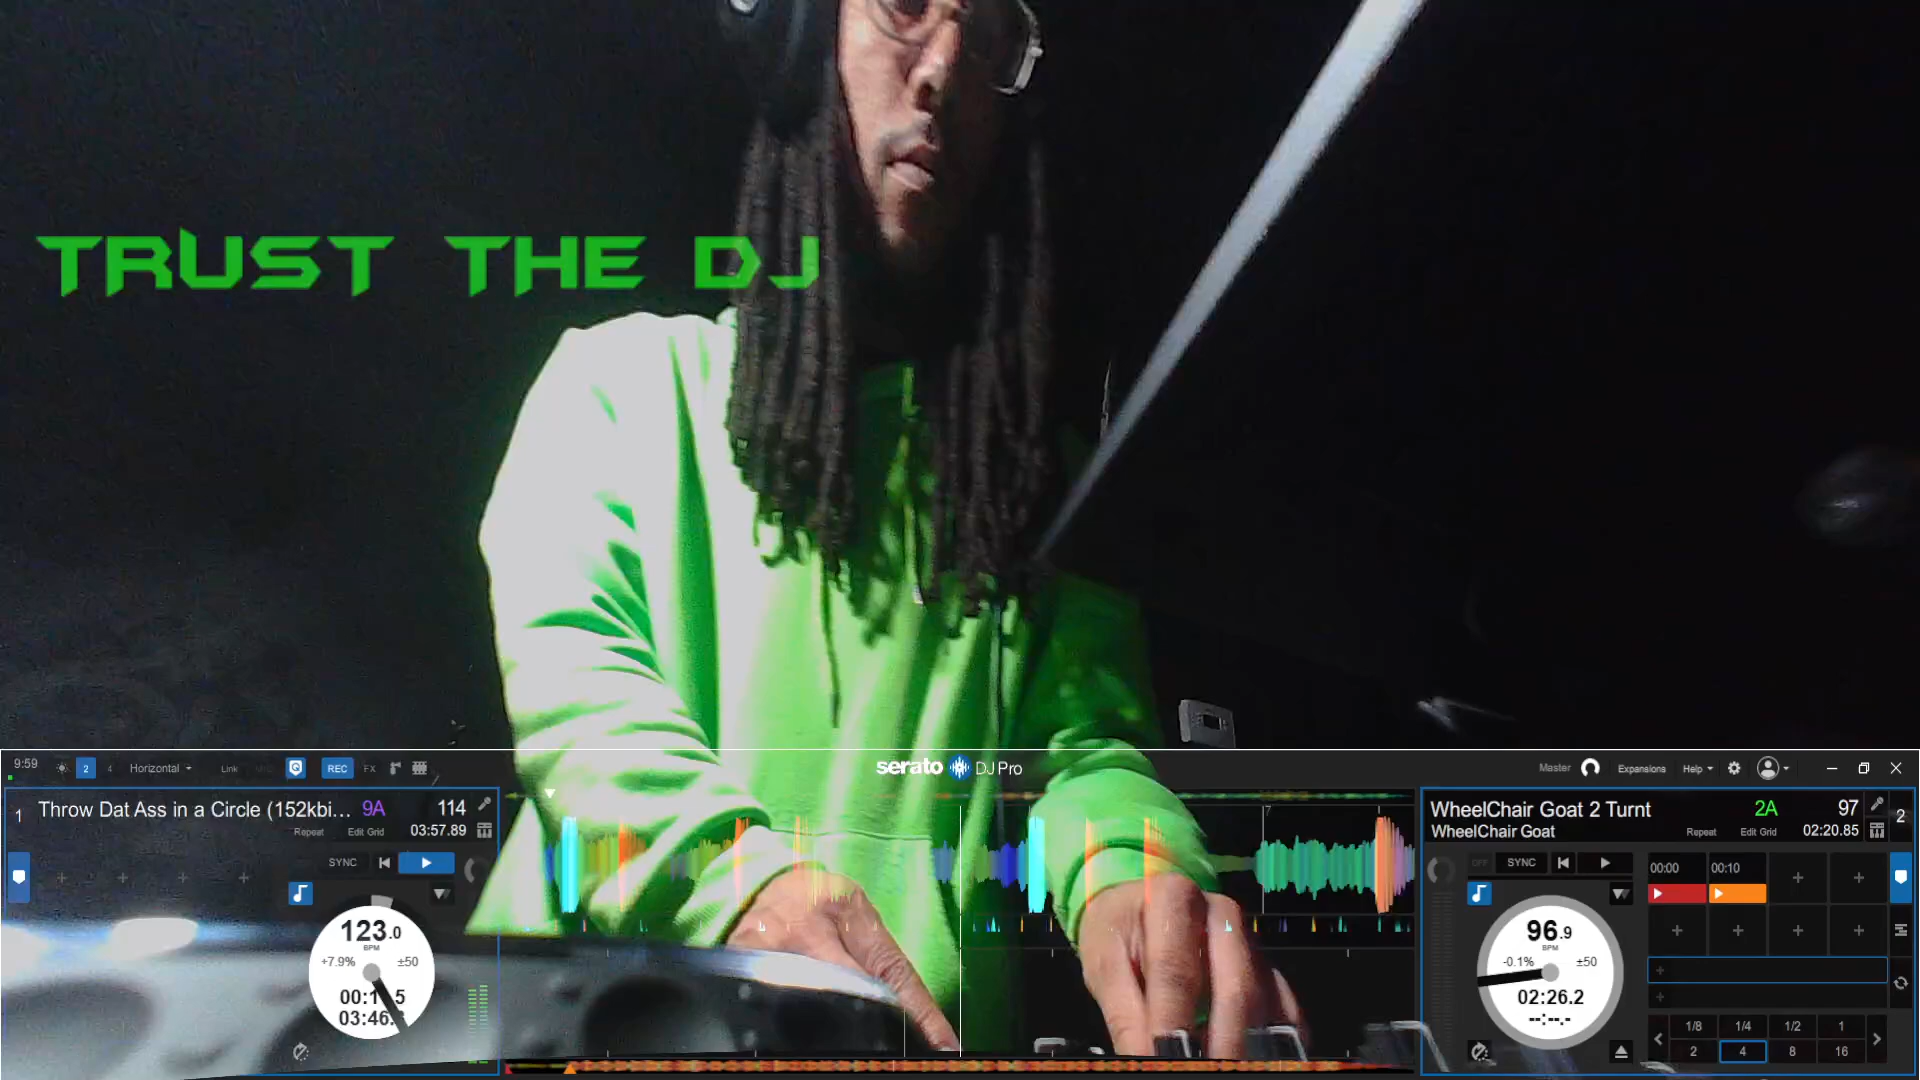 TRUST THE DJ
9:59
2
4
Horizontal
Link
REC
FX
serato DJ Pro
Master
Expansions
Help
1
Throw Dat Ass in a Circle (152kbi...
9A
114
Repeat
Edit Grid
03:57.89
SYNC
123.0
BPM
+7.9%
±50
7
WheelChair Goat 2 Turnt
2A
97
WheelChair Goat
Repeat
Edit Grid
02:20.85
2
OFF
SYNC
00:00
00:10
96.9
BPM
-0.1%
±50
02:26.2
--:--.-
1/8
1/4
1/2
1
2
4
8
16